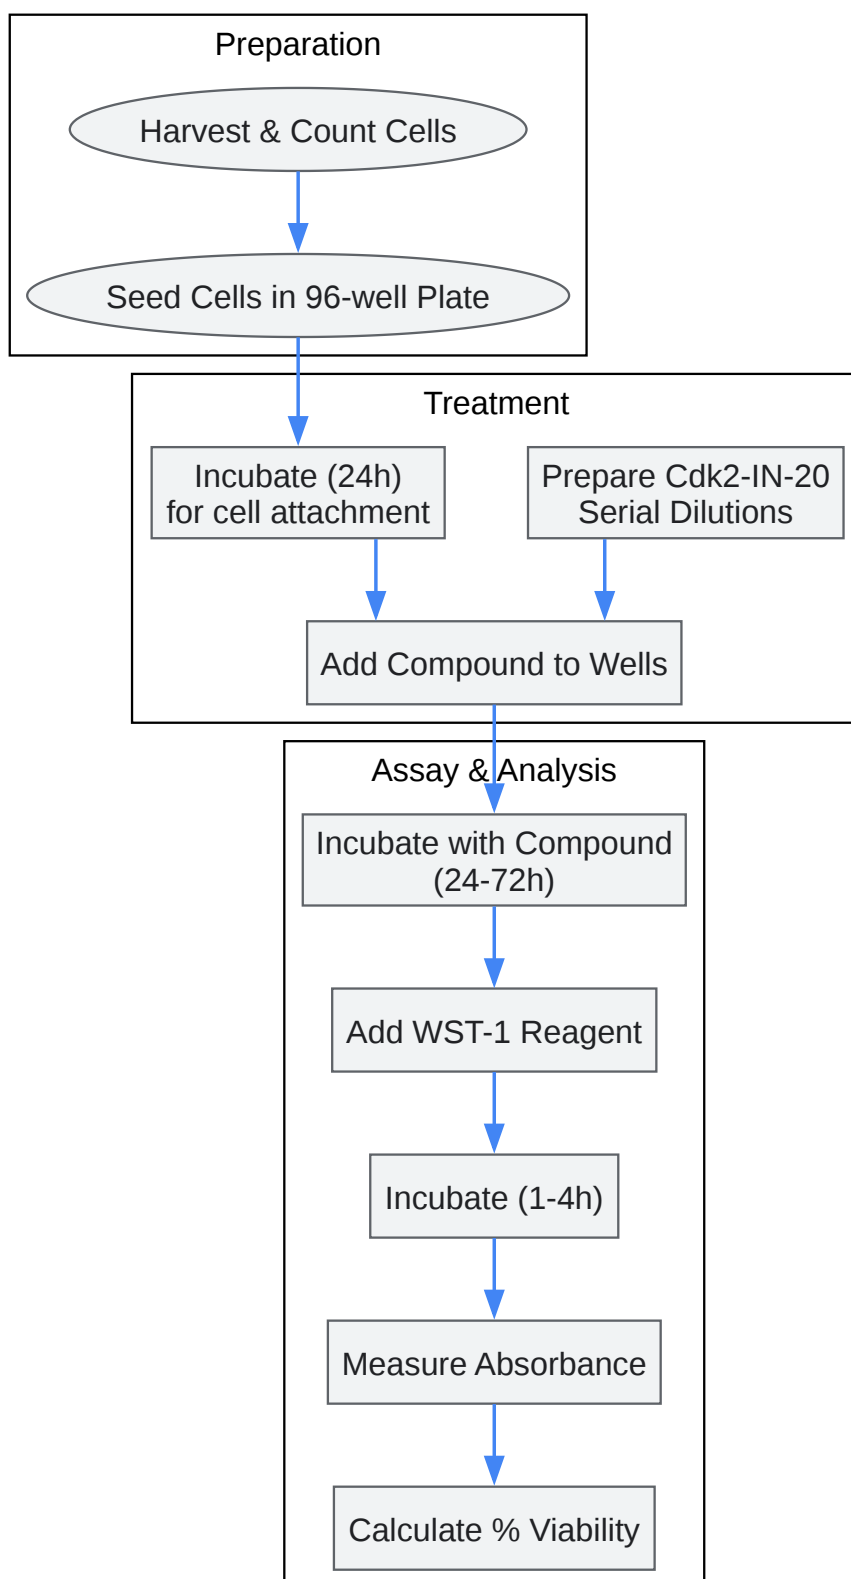 Preparation
Harvest & Count Cells
Seed Cells in 96-well Plate
Treatment
Incubate (24h)
for cell attachment
Prepare Cdk2-IN-20
Serial Dilutions
Add Compound to Wells
Assay & Analysis
Incubate with Compound
(24-72h)
Add WST-1 Reagent
Incubate (1-4h)
Measure Absorbance
Calculate % Viability